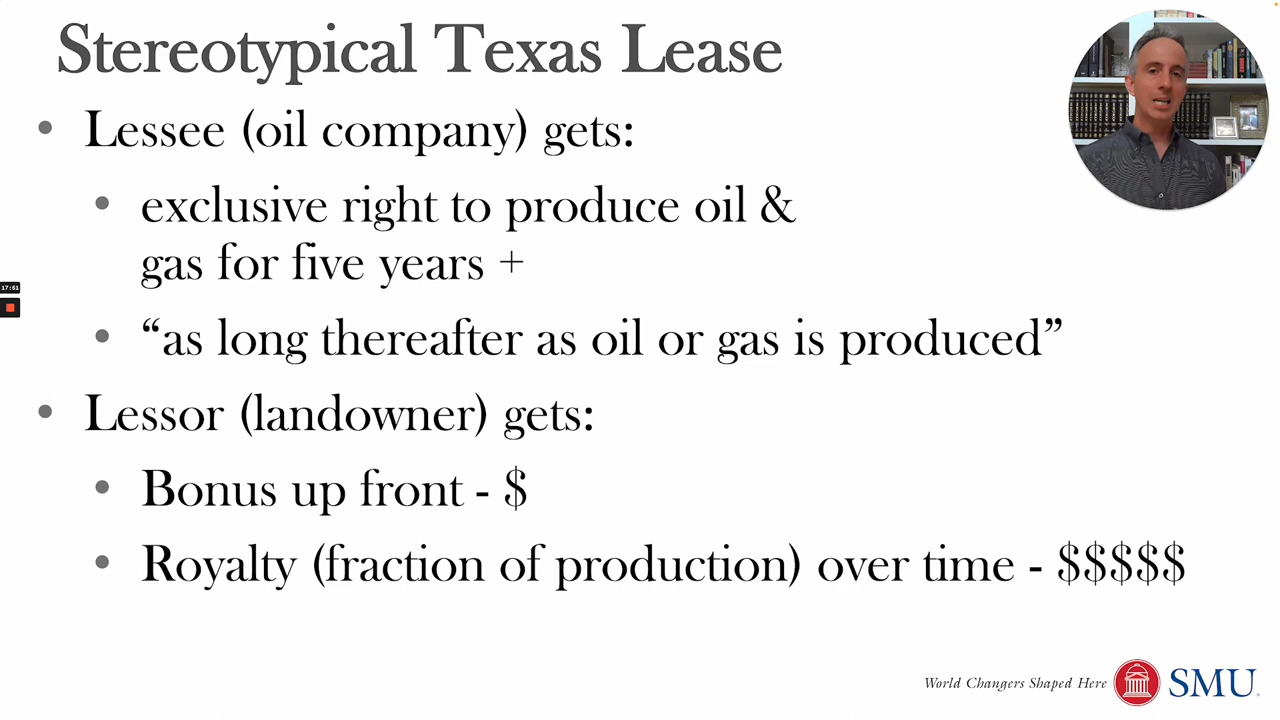 Stereotypical Texas Lease
• Lessee (oil company) gets:
• exclusive right to produce oil &
gas for five years +
• “as long thereafter as oil or gas is produced”
• Lessor (landowner) gets:
• Bonus up front - $
• Royalty (fraction of production) over time - $$$$$
17:51
World Changers Shaped Here
SMU.